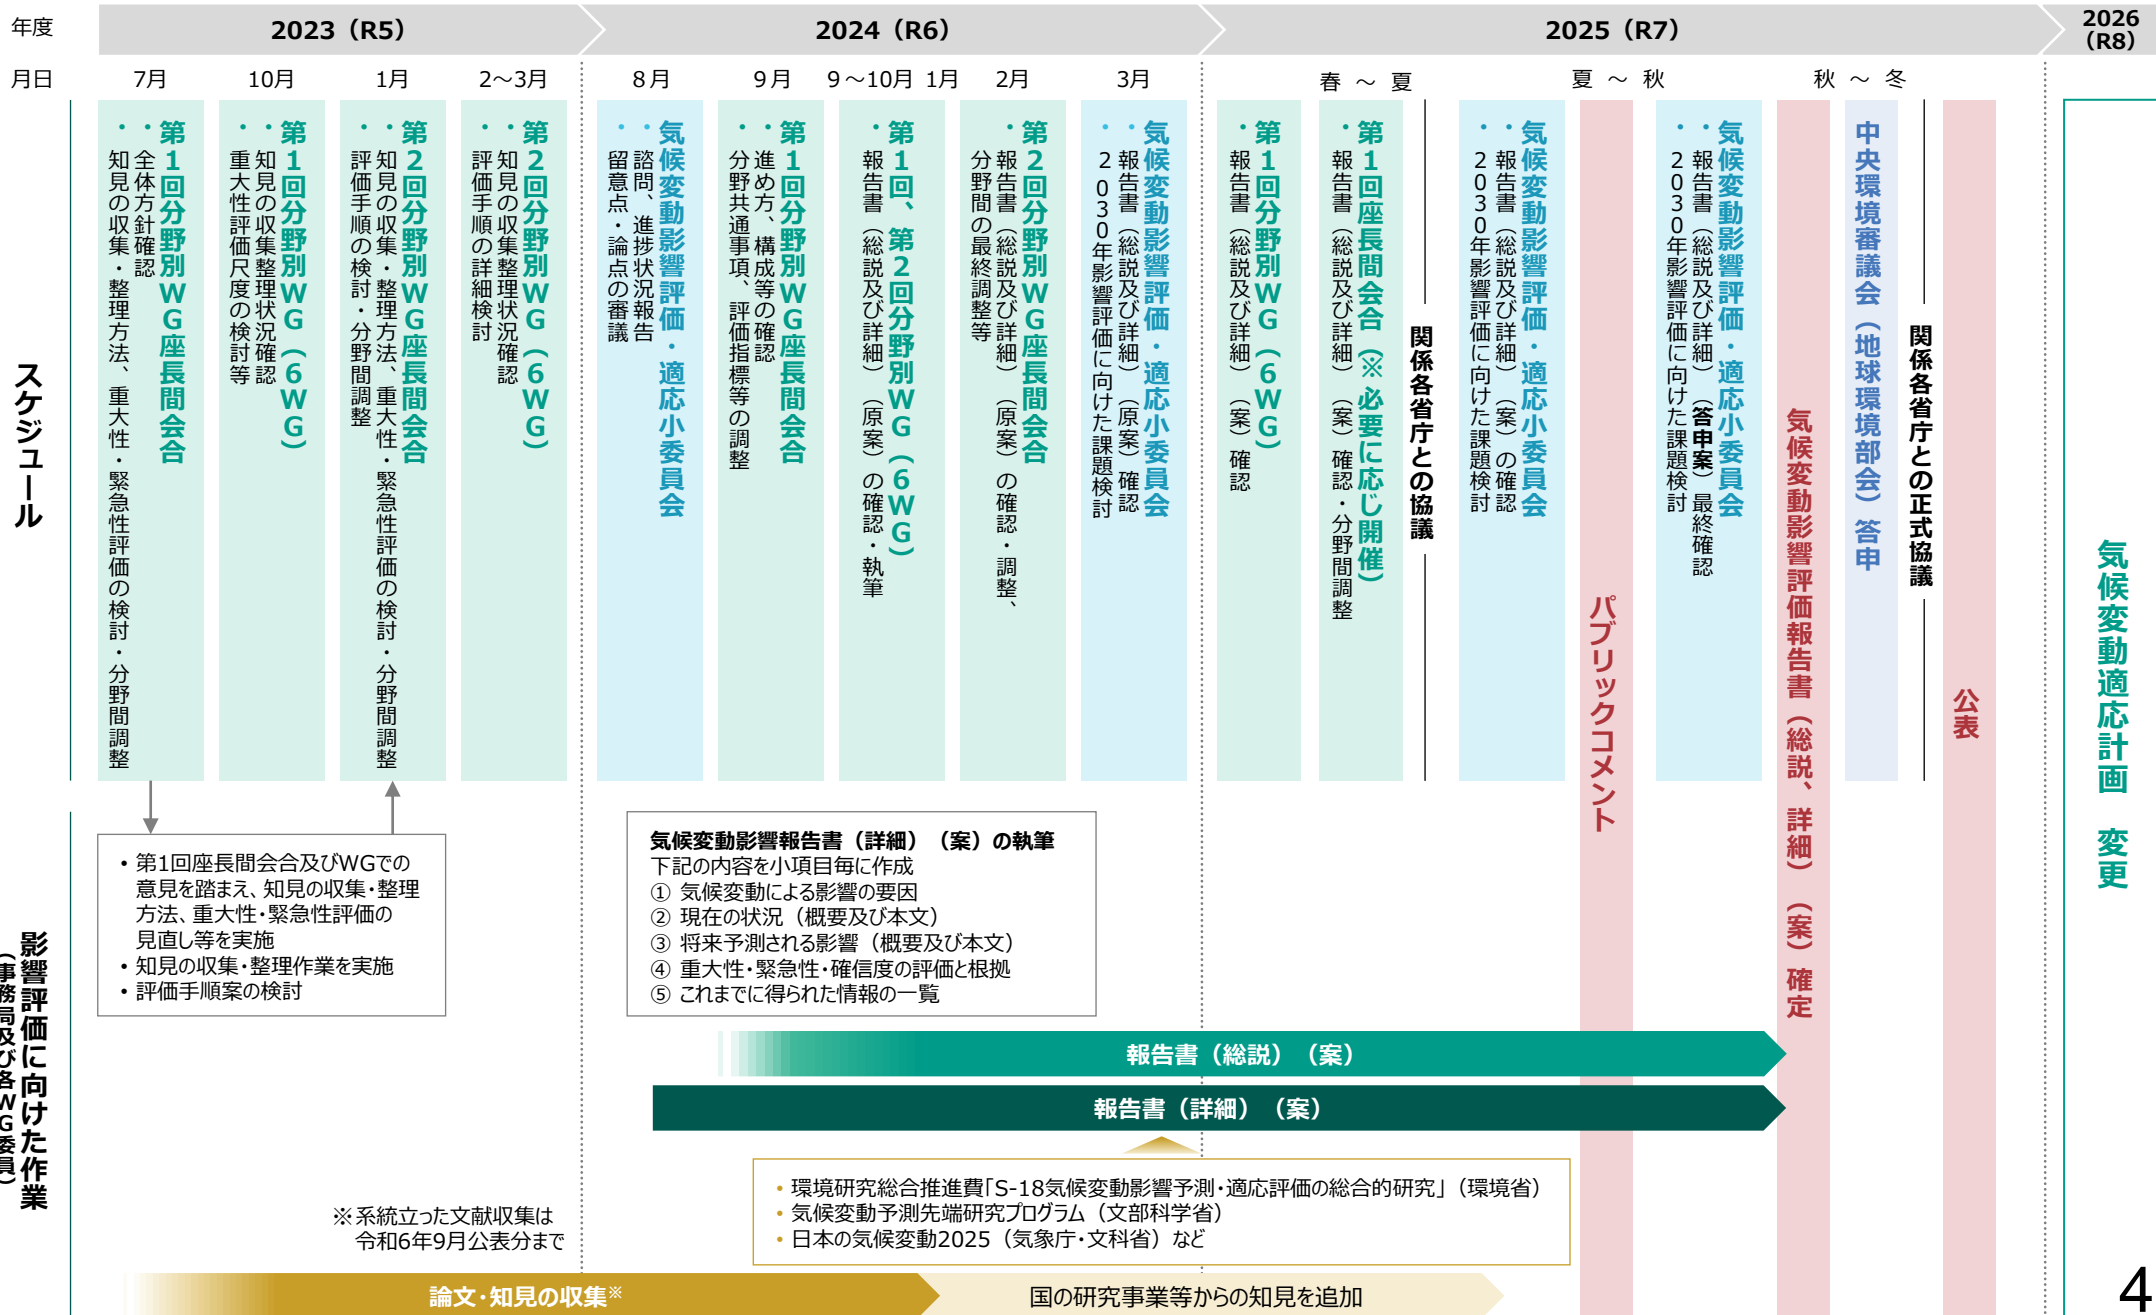 年度
2023（R5）
2024（R6）
2025（R7）
2026
（R8）
月日
7月
10月
1月
2～3月
8月
9月
9～10月
1月
2月
3月
春 ～ 夏
夏 ～ 秋
秋 ～ 冬
スケジュール
第1回分野別WG座長間会合
・全体方針確認
・知見の収集・整理方法、重大性・緊急性評価の検討・分野間調整
第1回分野別WG（6WG）
・知見の収集整理状況確認
・重大性評価尺度の検討等
第2回分野別WG座長間会合
・知見の収集・整理方法、重大性・緊急性評価の検討・分野間調整
・評価手順の検討・分野間調整
第2回分野別WG（6WG）
・知見の収集整理状況確認
・評価手順の詳細検討
気候変動影響評価・適応小委員会
・諮問、進捗状況報告
・留意点・論点の審議
第1回分野別WG座長間会合
・進め方、構成等の確認
・分野共通事項、評価指標等の調整
第1回、第2回分野別WG（6WG）
・報告書（総説及び詳細）（原案）の確認・執筆
第2回分野別WG座長間会合
・報告書（総説及び詳細）（原案）の確認・調整、
分野間の最終調整等
気候変動影響評価・適応小委員会
・報告書（総説及び詳細）（原案）確認
・2030年影響評価に向けた課題検討
第1回分野別WG（6WG）
・報告書（総説及び詳細）（案）確認
第1回座長間会合（※必要に応じ開催）
・報告書（総説及び詳細）（案）確認・分野間調整
関係各省庁との協議
気候変動影響評価・適応小委員会
・報告書（総説及び詳細）（案）の確認
・2030年影響評価に向けた課題検討
パブリックコメント
気候変動影響評価・適応小委員会
・報告書（総説及び詳細）（答申案）最終確認
・2030年影響評価に向けた課題検討
気候変動影響評価報告書（総説、詳細）（案）確定
中央環境審議会（地球環境部会）答申
関係各省庁との正式協議
公表
気候変動適応計画 変更
影響評価に向けた作業
（事務局及び各WG委員）
• 第1回座長間会合及びWGでの
意見を踏まえ、知見の収集・整理
方法、重大性・緊急性評価の
見直し等を実施
• 知見の収集・整理作業を実施
• 評価手順案の検討
気候変動影響報告書（詳細）（案）の執筆
下記の内容を小項目毎に作成
① 気候変動による影響の要因
② 現在の状況（概要及び本文）
③ 将来予測される影響（概要及び本文）
④ 重大性・緊急性・確信度の評価と根拠
⑤ これまでに得られた情報の一覧
報告書（総説）（案）
報告書（詳細）（案）
• 環境研究総合推進費「S-18気候変動影響予測・適応評価の総合的研究」（環境省）
• 気候変動予測先端研究プログラム（文部科学省）
• 日本の気候変動2025（気象庁・文科省）など
※系統立った文献収集は
令和6年9月公表分まで
論文・知見の収集※
国の研究事業等からの知見を追加
4